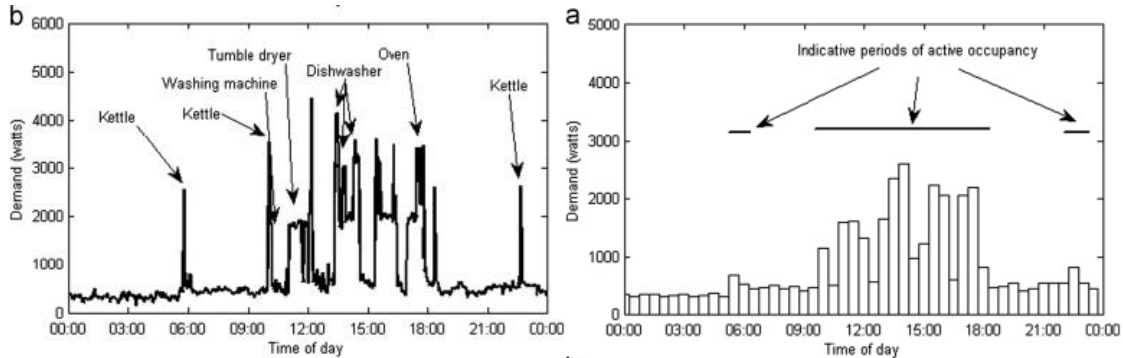 b
6000
5000
4000
3000
2000
1000
0
Demand (watts)
Tumble dryer
Oven
Washing machine
Dishwasher
Kettle
Kettle
Kettle
00:00 03:00 06:00 09:00 12:00 15:00 18:00 21:00 00:00
Time of day
a
5000
4000
3000
2000
1000
0
Demand (watts)
Indicative periods of active occupancy
00:00 03:00 06:00 09:00 12:00 15:00 18:00 21:00 00:00
Time of day